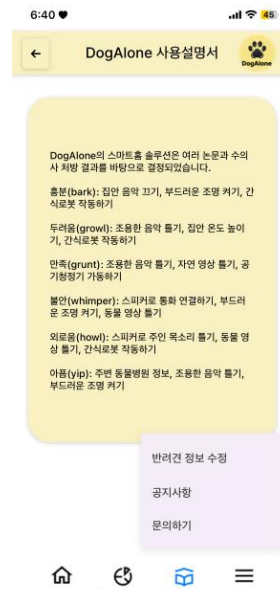 6:40
45
DogAlone 사용설명서
DogAlone
DogAlone의 스마트홈 솔루션은 여러 논문과 수의
사 처방 결과를 바탕으로 결정되었습니다.
흥분(bark): 집안 음악 끄기, 부드러운 조명 켜기, 간
식로봇 작동하기
두려움(growl): 조용한 음악 틀기, 집안 온도 높이
기, 간식로봇 작동하기
만족(grunt): 조용한 음악 틀기, 자연 영상 틀기, 공
기청정기 가동하기
불안(whimper): 스피커로 통화 연결하기, 부드러
운 조명 켜기, 동물 영상 틀기
외로움(howl): 스피커로 주인 목소리 틀기, 동물 영
상 틀기, 간식로봇 작동하기
아픔(yip): 주변 동물병원 정보, 조용한 음악 틀기,
부드러운 조명 켜기
반려견 정보 수정
공지사항
문의하기